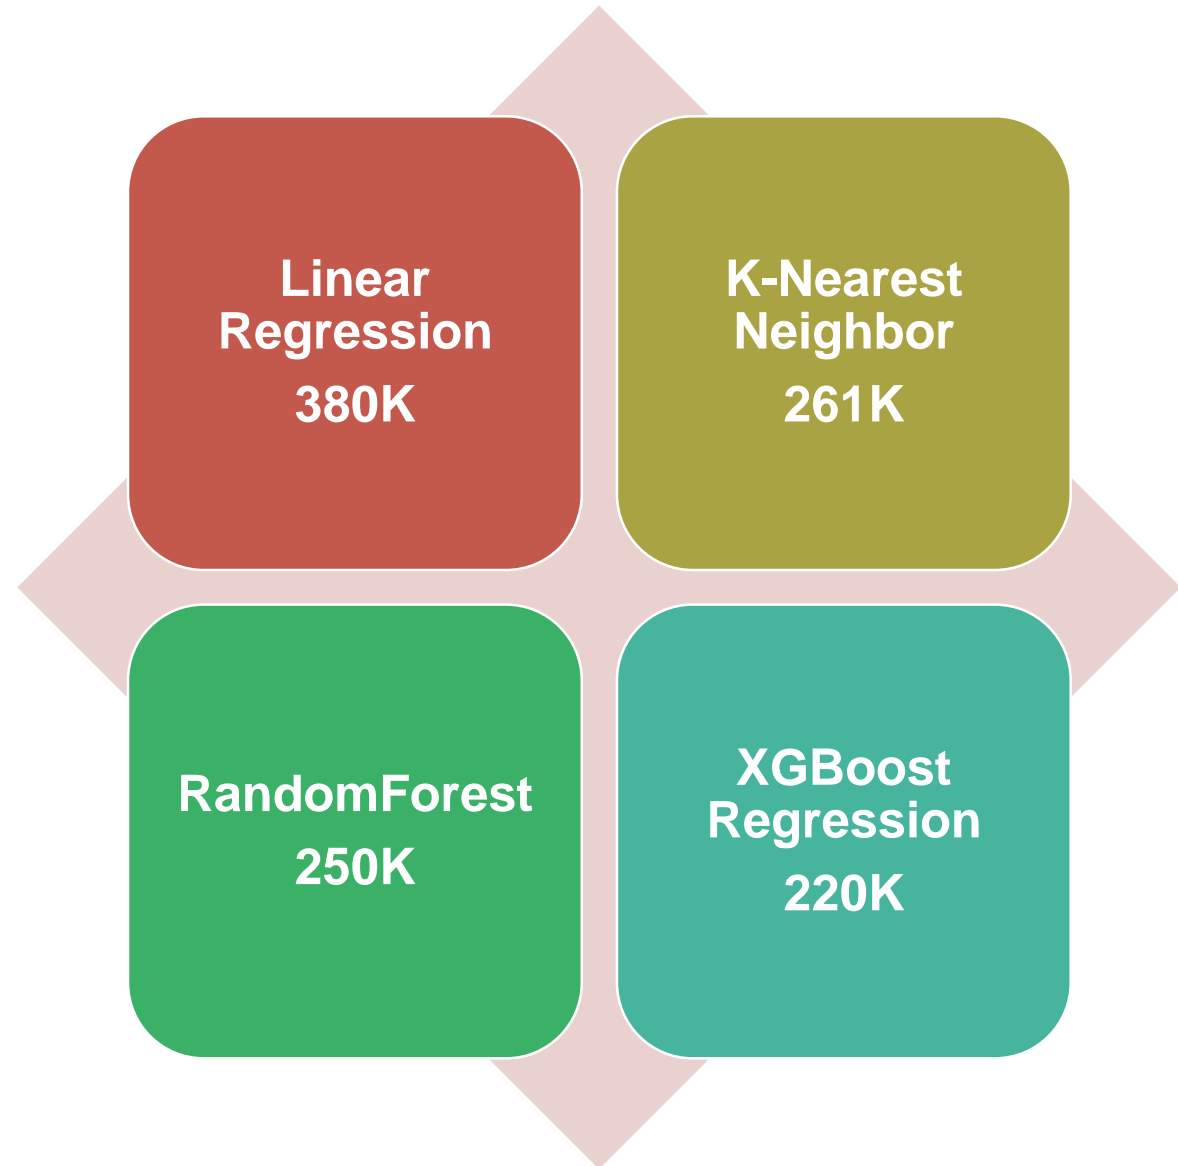 Linear
Regression
380K
K-Nearest
Neighbor
261K
RandomForest
250K
XGBoost
Regression
220K